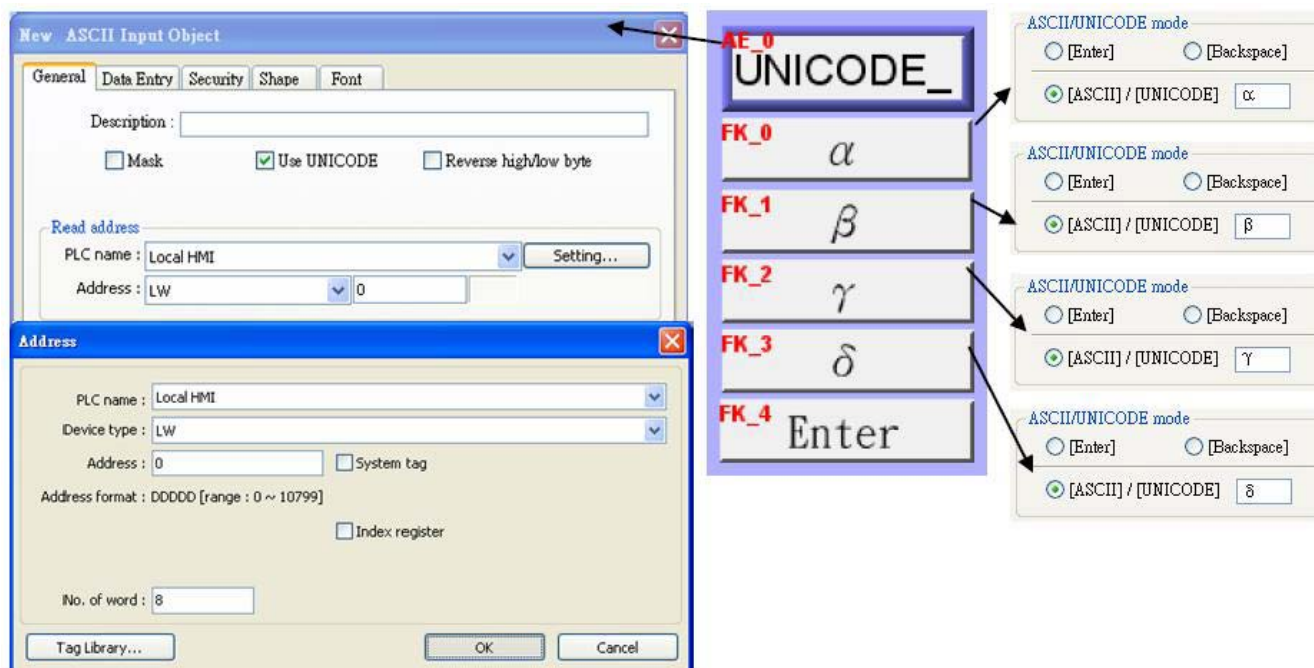 New ASCII Input Object
General Data Entry Security Shape Font
Description :
Mask Use UNICODE Reverse high/low byte
Read address
PLC name : Local HMI Setting...
Address : LW 0
Address
PLC name : Local HMI
Device type : LW
Address : 0 System tag
Address format : DDDDD [range : 0 ~ 10799]
Index register
No. of word : 8
Tag Library... OK Cancel
AE_0
UNICODE_
FK_0
α
FK_1
β
FK_2
γ
FK_3
δ
FK_4
Enter
ASCII/UNICODE mode
[Enter] [Backspace]
[ASCII] / [UNICODE] α
ASCII/UNICODE mode
[Enter] [Backspace]
[ASCII] / [UNICODE] β
ASCII/UNICODE mode
[Enter] [Backspace]
[ASCII] / [UNICODE] γ
ASCII/UNICODE mode
[Enter] [Backspace]
[ASCII] / [UNICODE] δ